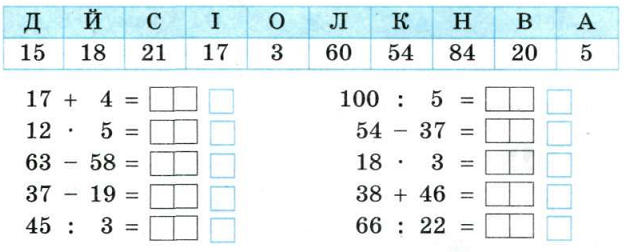 Д Й С І О Л К Н В А
15 18 21 17 3 60 54 84 20 5
17 + 4 =
12 · 5 =
63 − 58 =
37 − 19 =
45 : 3 =
100 : 5 =
54 − 37 =
18 · 3 =
38 + 46 =
66 : 22 =